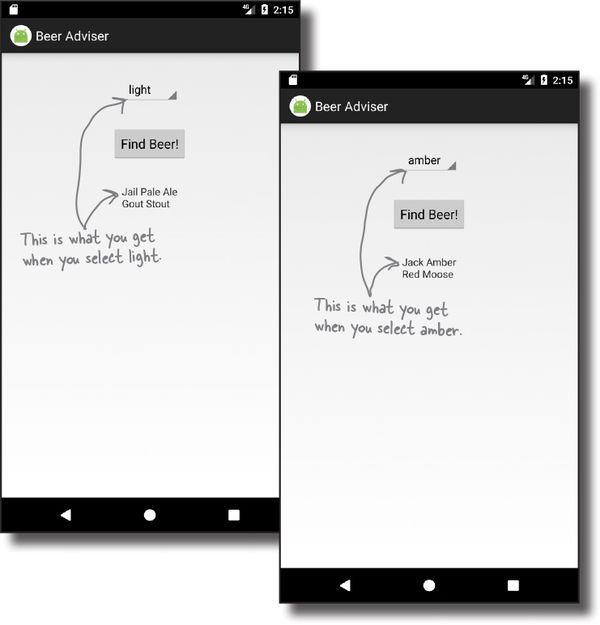 4G 2:15
Beer Adviser
light
Find Beer!
Jail Pale Ale
Gout Stout
This is what you get
when you select light.
4G 2:15
Beer Adviser
amber
Find Beer!
Jack Amber
Red Moose
This is what you get
when you select amber.